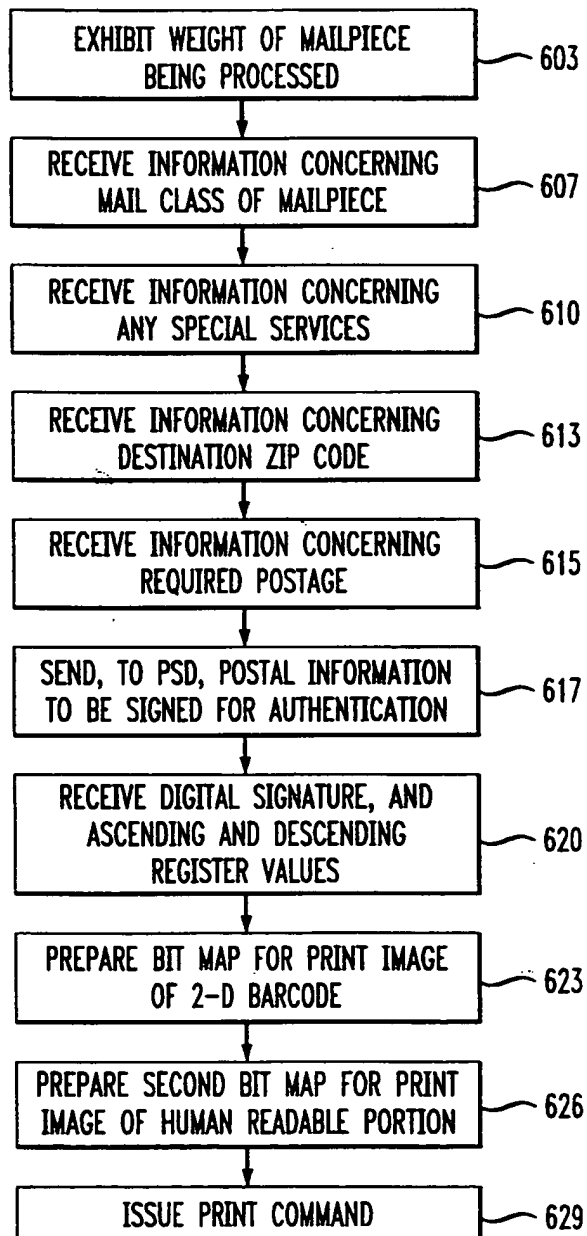 EXHIBIT WEIGHT OF MAILPIECE
BEING PROCESSED
603
RECEIVE INFORMATION CONCERNING
MAIL CLASS OF MAILPIECE
607
RECEIVE INFORMATION CONCERNING
ANY SPECIAL SERVICES
610
RECEIVE INFORMATION CONCERNING
DESTINATION ZIP CODE
613
RECEIVE INFORMATION CONCERNING
REQUIRED POSTAGE
615
SEND, TO PSD, POSTAL INFORMATION
TO BE SIGNED FOR AUTHENTICATION
617
RECEIVE DIGITAL SIGNATURE, AND
ASCENDING AND DESCENDING
REGISTER VALUES
620
PREPARE BIT MAP FOR PRINT IMAGE
OF 2-D BARCODE
623
PREPARE SECOND BIT MAP FOR PRINT
IMAGE OF HUMAN READABLE PORTION
626
ISSUE PRINT COMMAND
629